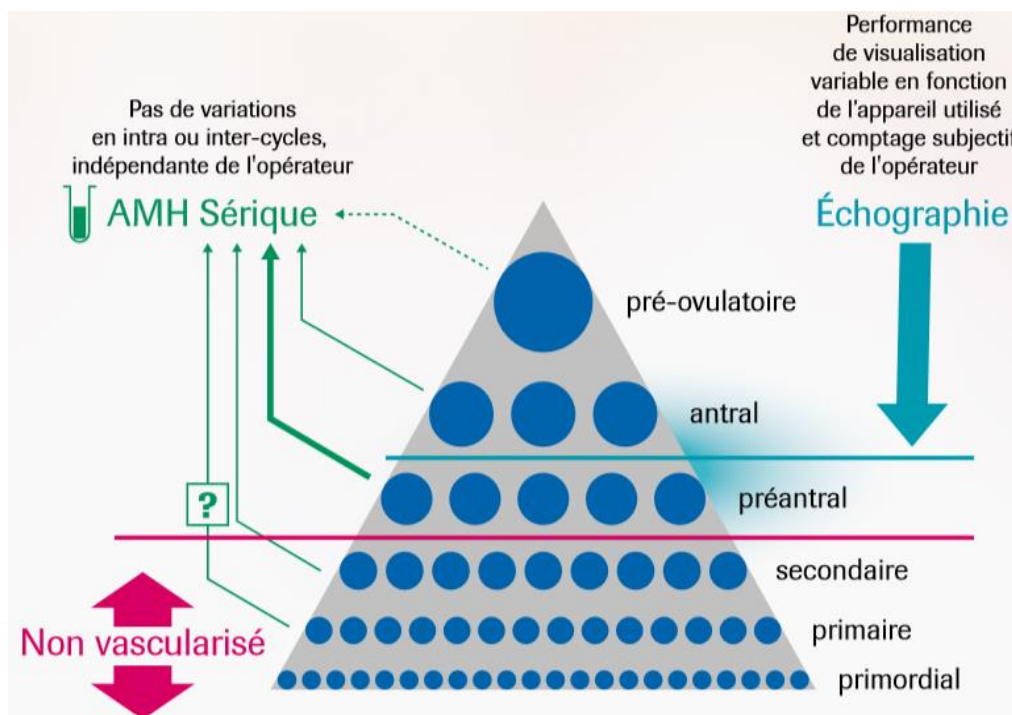 Pas de variations
en intra ou inter-cycles,
indépendante de l'opérateur
AMH Sérique
Performance
de visualisation
variable en fonction
de l'appareil utilisé
et comptage subjectif
de l'opérateur
Échographie
pré-ovulatoire
antral
préantral
?
secondaire
primaire
Non vascularisé
primordial